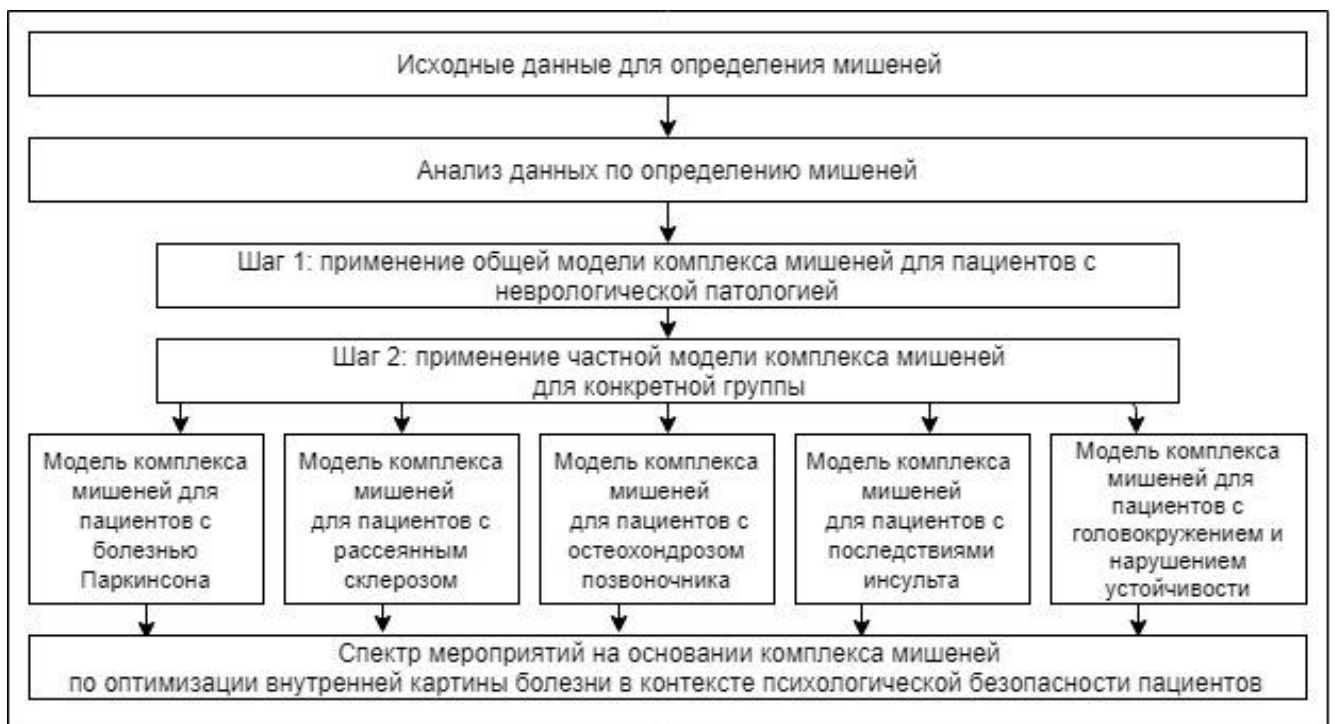 Исходные данные для определения мишеней
Анализ данных по определению мишеней
Шаг 1: применение общей модели комплекса мишеней для пациентов с
неврологической патологией
Шаг 2: применение частной модели комплекса мишеней
для конкретной группы
Модель комплекса
мишеней для
пациентов с
болезнью
Паркинсона
Модель комплекса
мишеней
для пациентов с
рассеянным
склерозом
Модель комплекса
мишеней
для пациентов с
остеохондрозом
позвоночника
Модель комплекса
мишеней
для пациентов с
последствиями
инсульта
Модель комплекса
мишеней для
пациентов с
головокружением и
нарушением
устойчивости
Спектр мероприятий на основании комплекса мишеней
по оптимизации внутренней картины болезни в контексте психологической безопасности пациентов